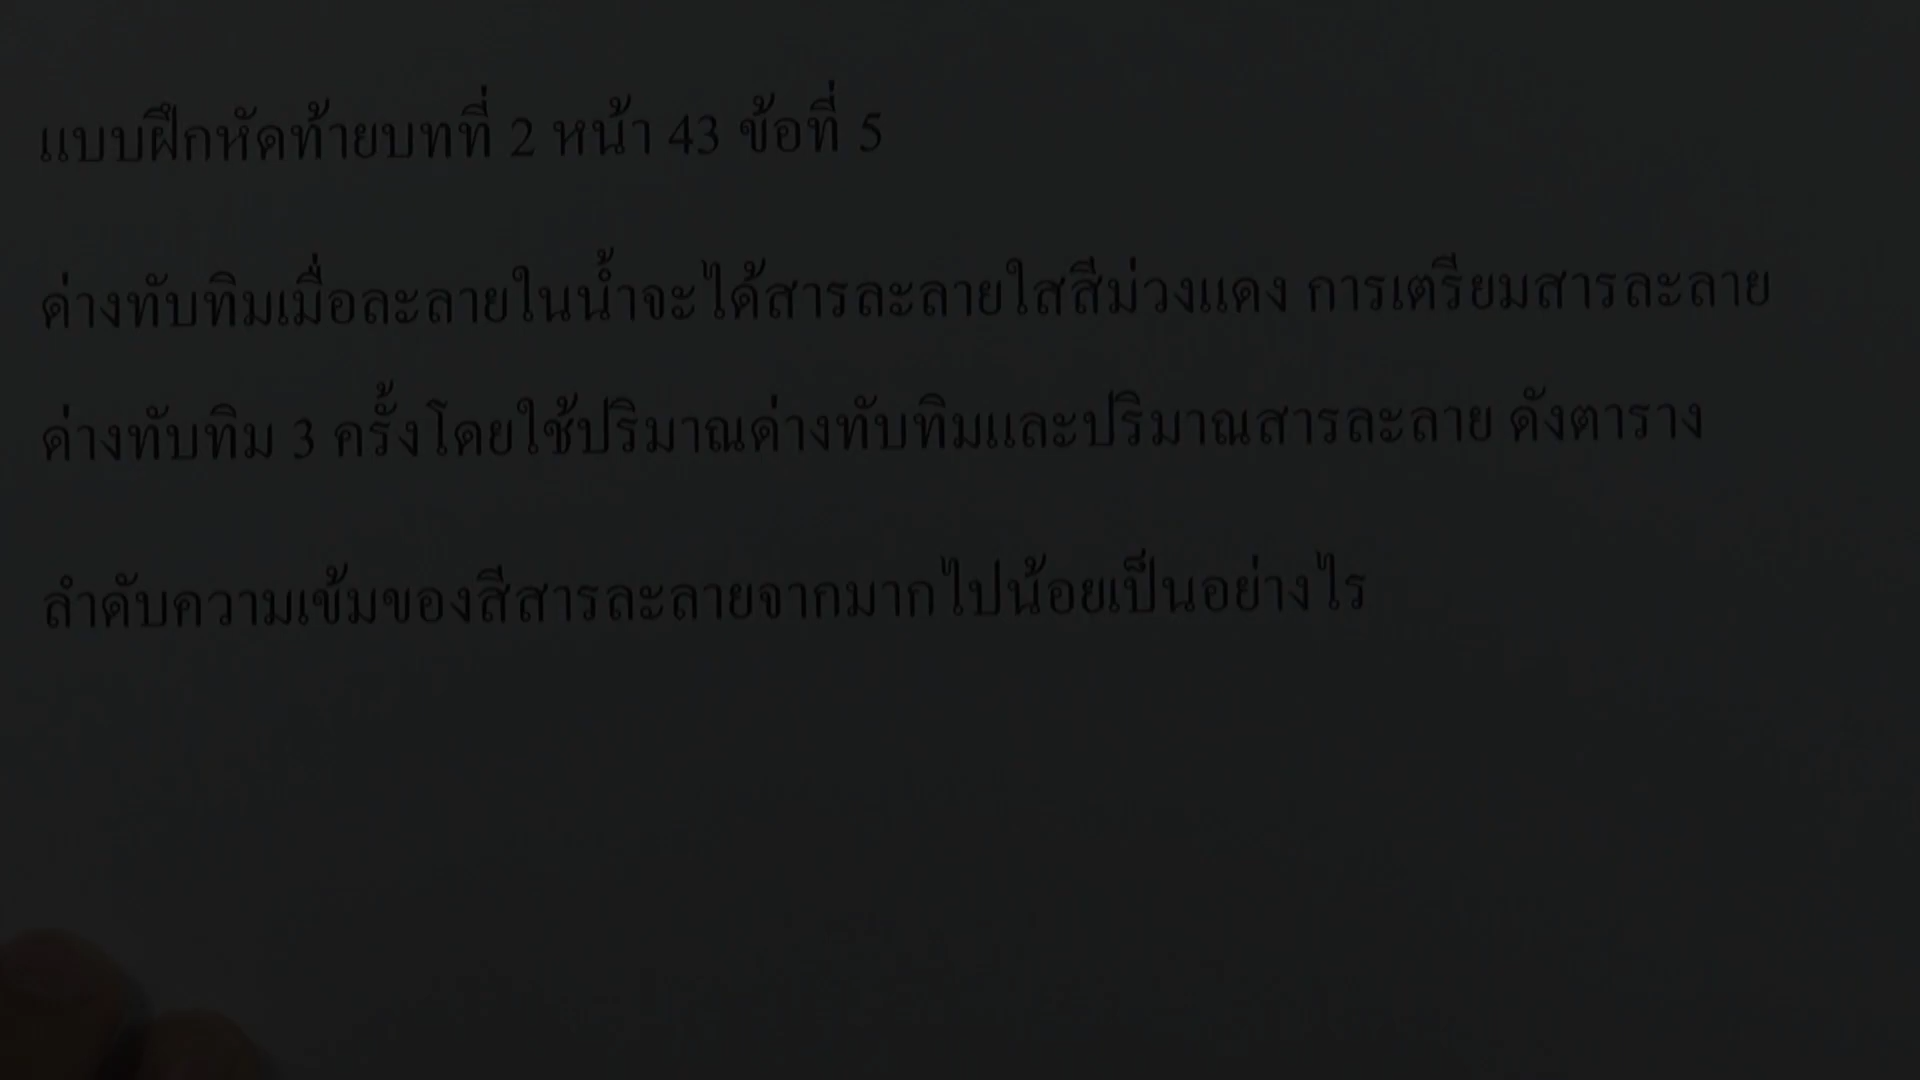 แบบฝึกหัดท้ายบทที่ 2 หน้า 43 ข้อที่ 5
ด่างทับทิมเมื่อละลายในน้ำจะได้สารละลายใสสีม่วงแดง การเตรียมสารละลาย
ด่างทับทิม 3 ครั้งโดยใช้ปริมาณด่างทับทิมและปริมาณสารละลาย ดังตาราง
ลำดับความเข้มของสีสารละลายจากมากไปน้อยเป็นอย่างไร